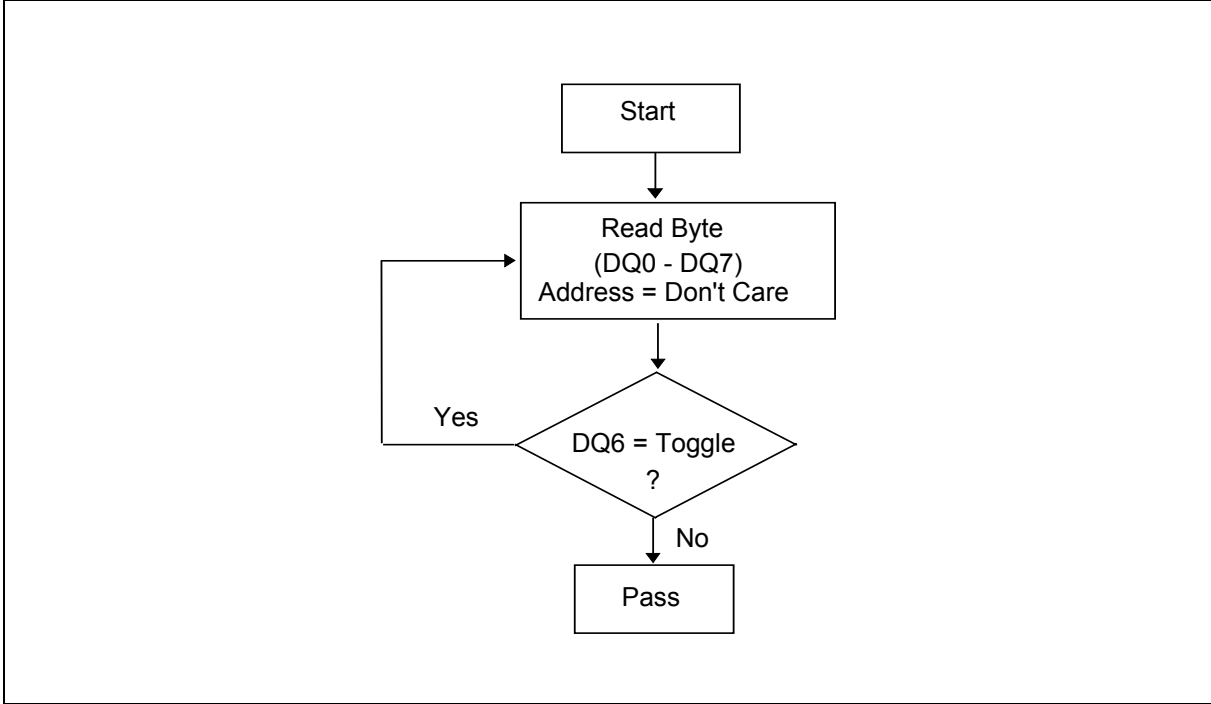 Start
Read Byte
(DQ0 - DQ7)
Address = Don't Care
Yes
DQ6 = Toggle
?
No
Pass